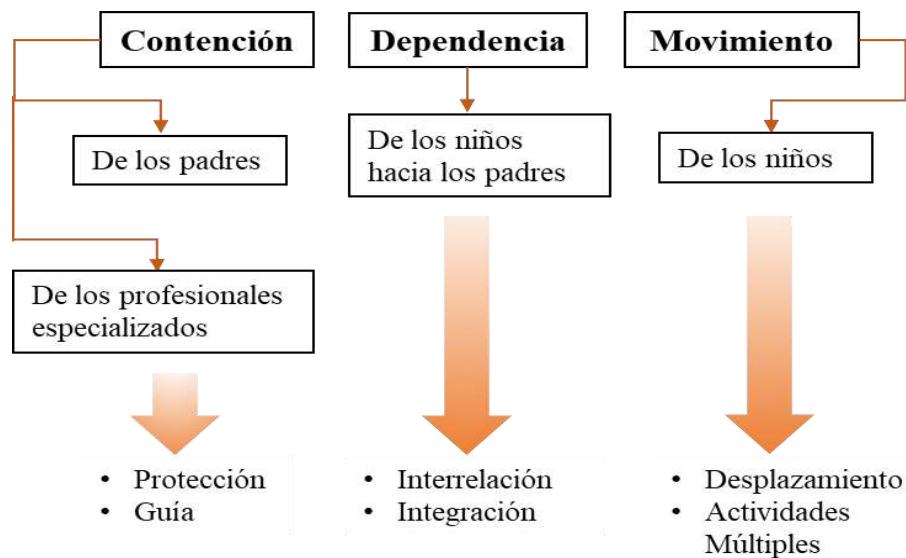 Contención
Dependencia
Movimiento
De los padres
De los niños
hacia los padres
De los niños
De los profesionales
especializados
• Protección
• Guía
• Interrelación
• Integración
• Desplazamiento
• Actividades
Múltiples